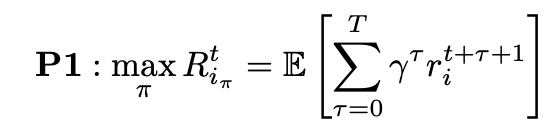 P1 : max_π R^t_{i_π} = 𝔼 [ ∑_{τ=0}^{T} γ^τ r_i^{t+τ+1} ]